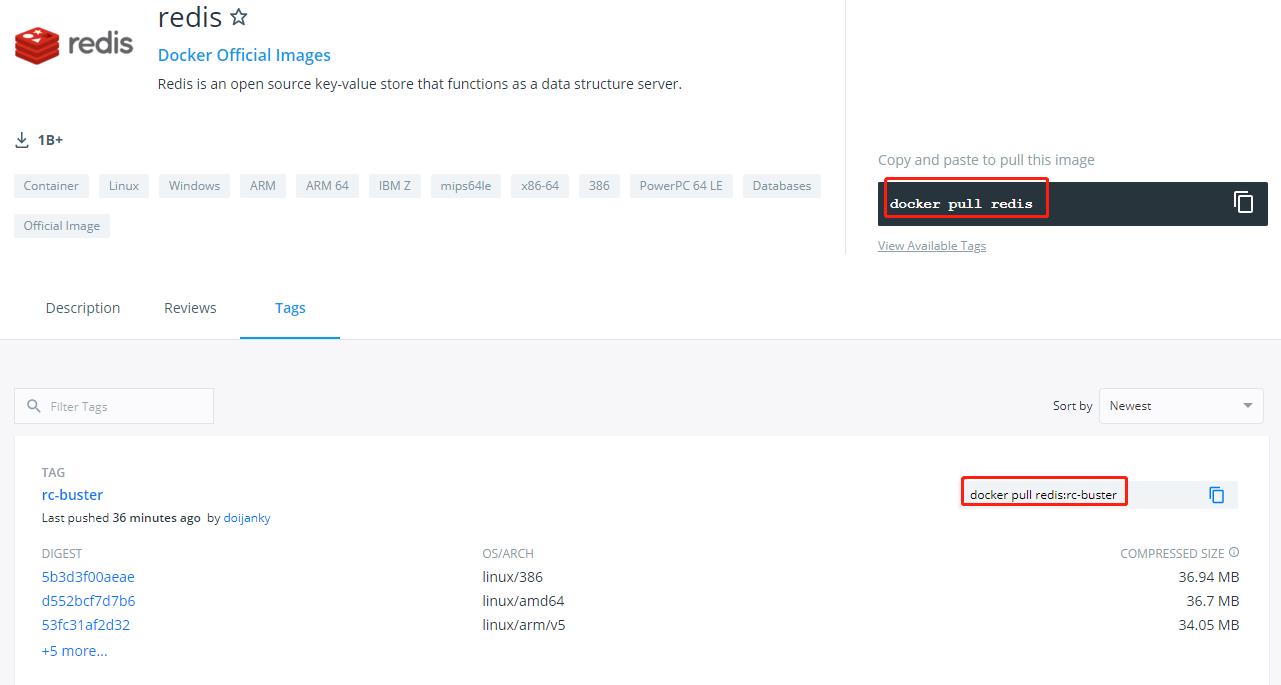 redis
redis
Docker Official Images
Redis is an open source key-value store that functions as a data structure server.
1B+
Container Linux Windows ARM ARM 64 IBM Z mips64le x86-64 386 PowerPC 64 LE Databases
Official Image
Copy and paste to pull this image
docker pull redis
View Available Tags
Description Reviews Tags
Filter Tags
Sort by Newest
TAG
rc-buster
docker pull redis:rc-buster
Last pushed 36 minutes ago by doijanky
DIGEST OS/ARCH COMPRESSED SIZE
5b3d3f00aeae linux/386 36.94 MB
d552bcf7d7b6 linux/amd64 36.7 MB
53fc31af2d32 linux/arm/v5 34.05 MB
+5 more...